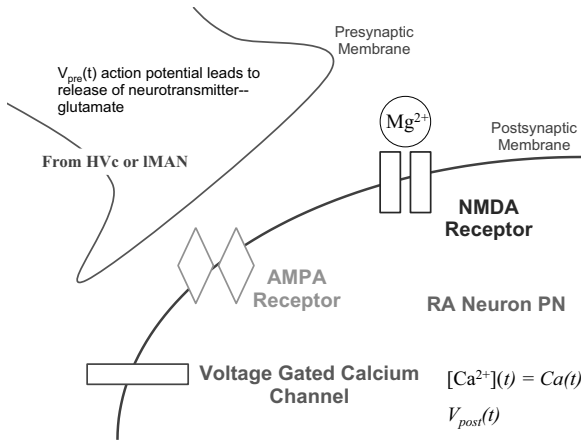 Presynaptic
Membrane
V_pre(t) action potential leads to
release of neurotransmitter--
glutamate
Mg²⁺
Postsynaptic
Membrane
From HVc or lMAN
NMDA
Receptor
AMPA
Receptor
RA Neuron PN
Voltage Gated Calcium
Channel
[Ca²⁺](t) = Ca(t)
V_post(t)